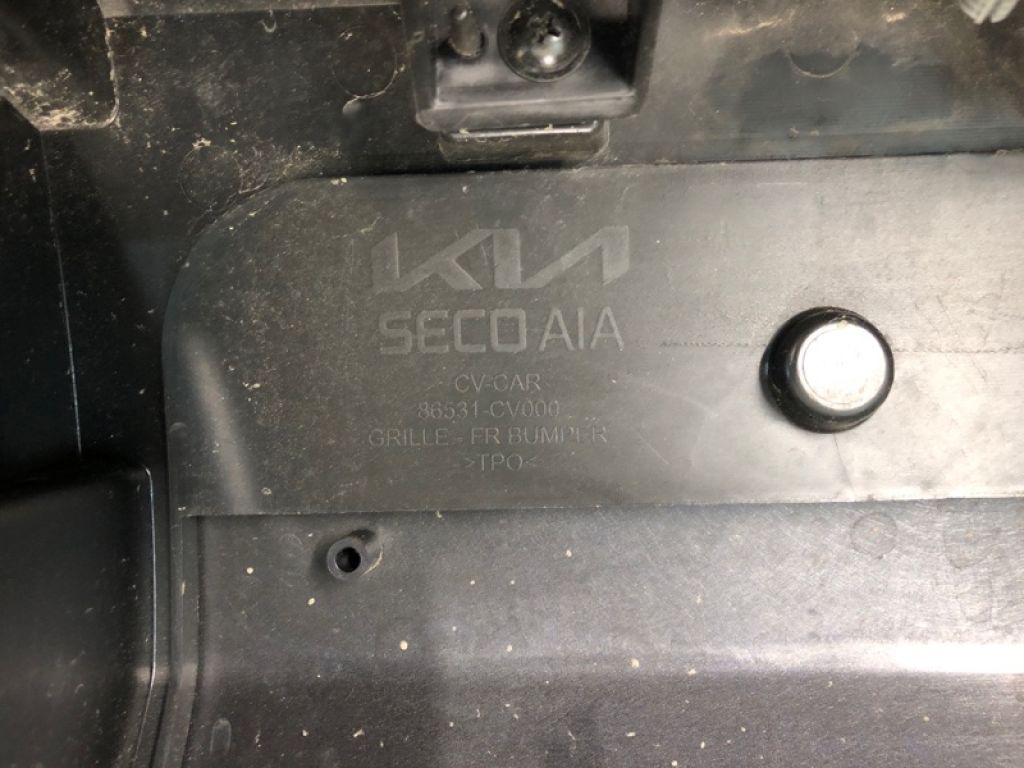 KIA
SECO AIA
CV-CAR
86531-CV000
GRILLE - FR BUMPER
>TPO<